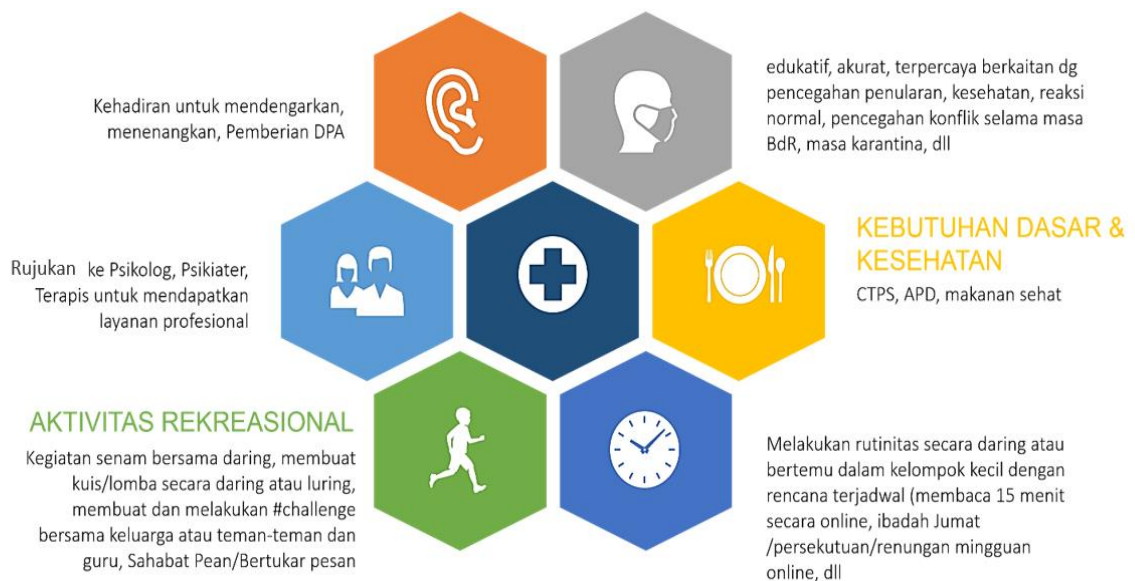 Kehadiran untuk mendengarkan,
menenangkan, Pemberian DPA
edukatif, akurat, terpercaya berkaitan dg
pencegahan penularan, kesehatan, reaksi
normal, pencegahan konflik selama masa
BdR, masa karantina, dll
Rujukan ke Psikolog, Psikiater,
Terapis untuk mendapatkan
layanan profesional
KEBUTUHAN DASAR &
KESEHATAN
CTPS, APD, makanan sehat
AKTIVITAS REKREASIONAL
Kegiatan senam bersama daring, membuat
kuis/lomba secara daring atau luring,
membuat dan melakukan #challenge
bersama keluarga atau teman-teman dan
guru, Sahabat Pean/Bertukar pesan
Melakukan rutinitas secara daring atau
bertemu dalam kelompok kecil dengan
rencana terjadwal (membaca 15 menit
secara online, ibadah Jumat
/persekutuan/renungan mingguan
online, dll